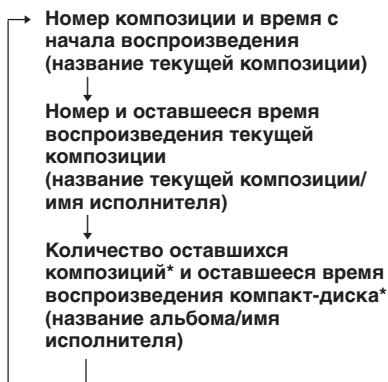 Номер композиции и время с
начала воспроизведения
(название текущей композиции)
Номер и оставшееся время
воспроизведения текущей
композиции
(название текущей композиции/
имя исполнителя)
Количество оставшихся
композиций* и оставшееся время
воспроизведения компакт-диска*
(название альбома/имя
исполнителя)